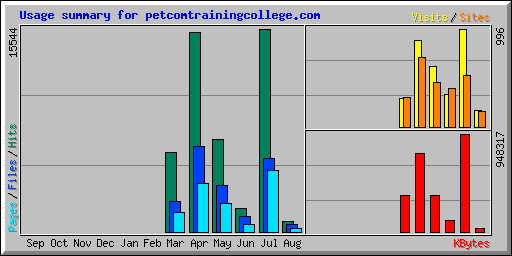 Usage summary for petcomtrainingcollege.com
Visits/Sites
15544
996
Pages/Files/Hits
948317
Sep Oct Nov Dec Jan Feb Mar Apr May Jun Jul Aug
KBytes